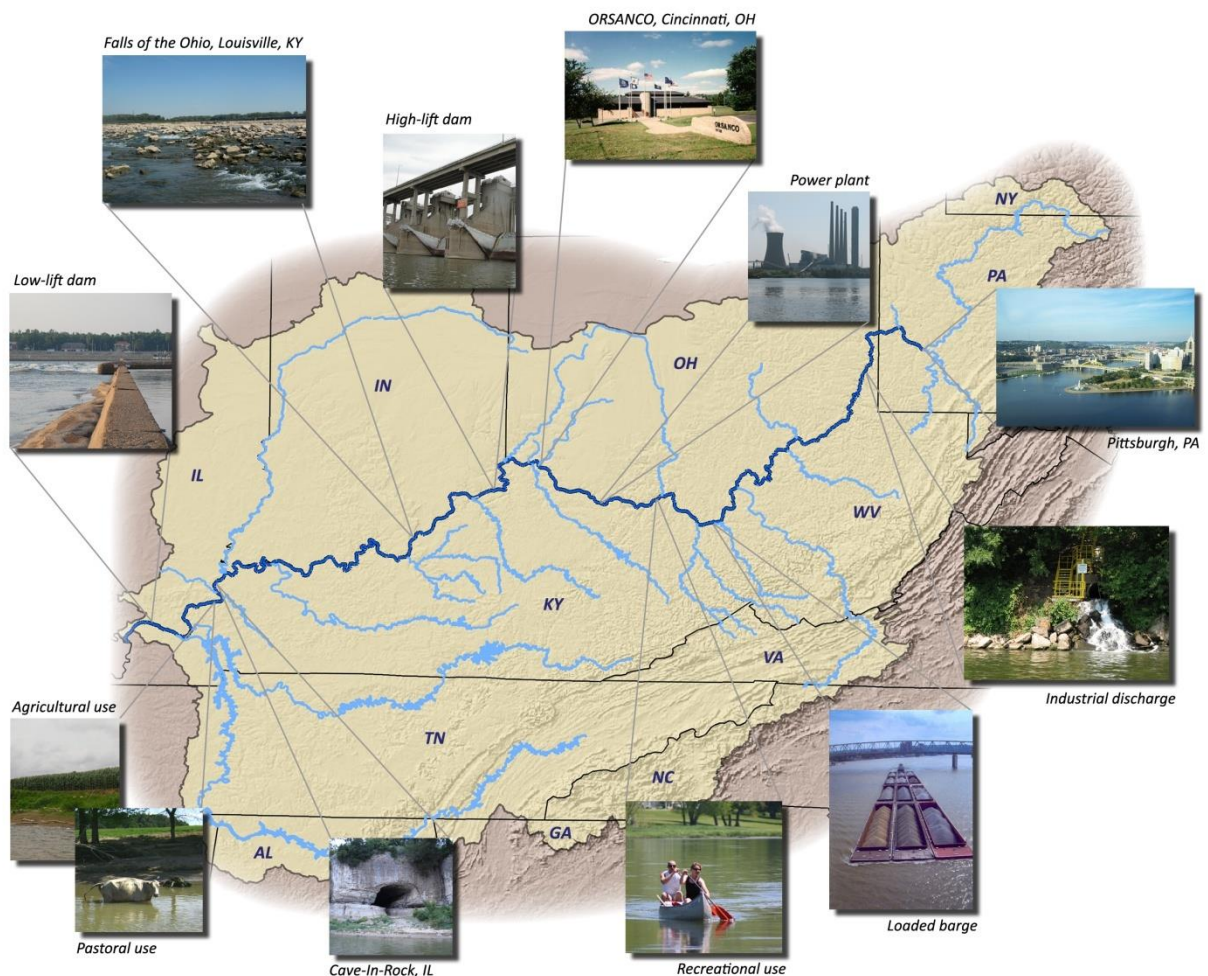 ORSANCO, Cincinnati, OH
Falls of the Ohio, Louisville, KY
High-lift dam
ORSANCO
Power plant
NY
PA
Low-lift dam
OH
IN
Pittsburgh, PA
IL
WV
KY
VA
Industrial discharge
Agricultural use
TN
NC
GA
AL
Pastoral use
Cave-In-Rock, IL
Recreational use
Loaded barge